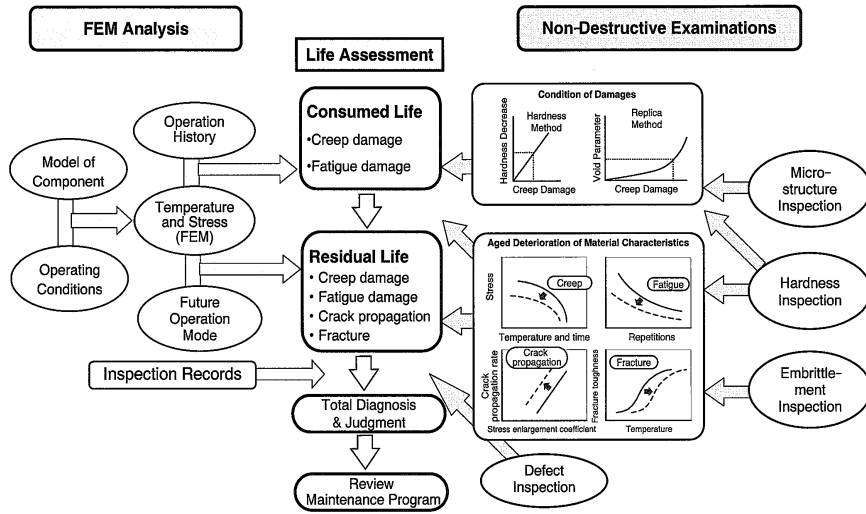 FEM Analysis
Non-Destructive Examinations
Life Assessment
Consumed Life
•Creep damage
•Fatigue damage
Operation
History
Model of
Component
Temperature
and Stress
(FEM)
Operating
Conditions
Future
Operation
Mode
Residual Life
• Creep damage
• Fatigue damage
• Crack propagation
• Fracture
Inspection Records
Total Diagnosis
& Judgment
Review
Maintenance Program
Condition of Damages
Hardness Decrease
Hardness
Method
Creep Damage
Void Parameter
Replica
Method
Creep Damage
Aged Deterioration of Material Characteristics
Stress
Creep
Temperature and time
Fatigue
Repetitions
Crack
propagation rate
Crack
propagation
Stress enlargement coefficient
Fracture toughness
Fracture
Temperature
Micro-
structure
Inspection
Hardness
Inspection
Embrittle-
ment
Inspection
Defect
Inspection